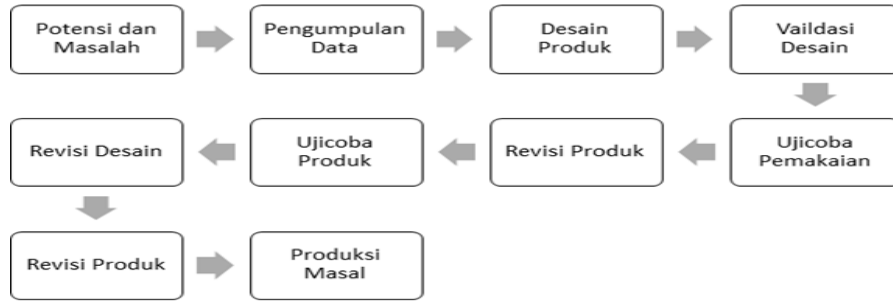 Potensi dan
Masalah
Pengumpulan
Data
Desain
Produk
Vaildasi
Desain
Ujicoba
Pemakaian
Revisi Produk
Ujicoba
Produk
Revisi Desain
Revisi Produk
Produksi
Masal